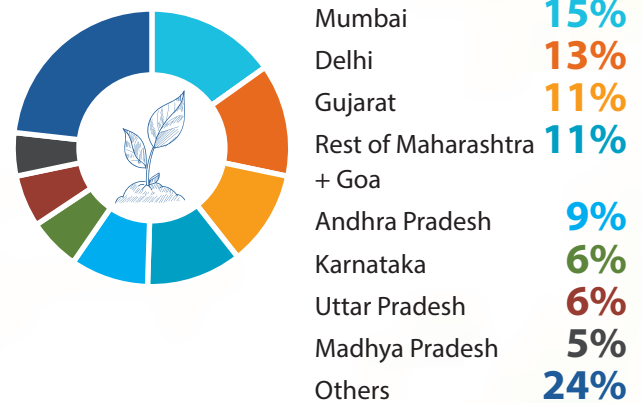 Mumbai 15%
Delhi 13%
Gujarat 11%
Rest of Maharashtra 11%
+ Goa
Andhra Pradesh 9%
Karnataka 6%
Uttar Pradesh 6%
Madhya Pradesh 5%
Others 24%